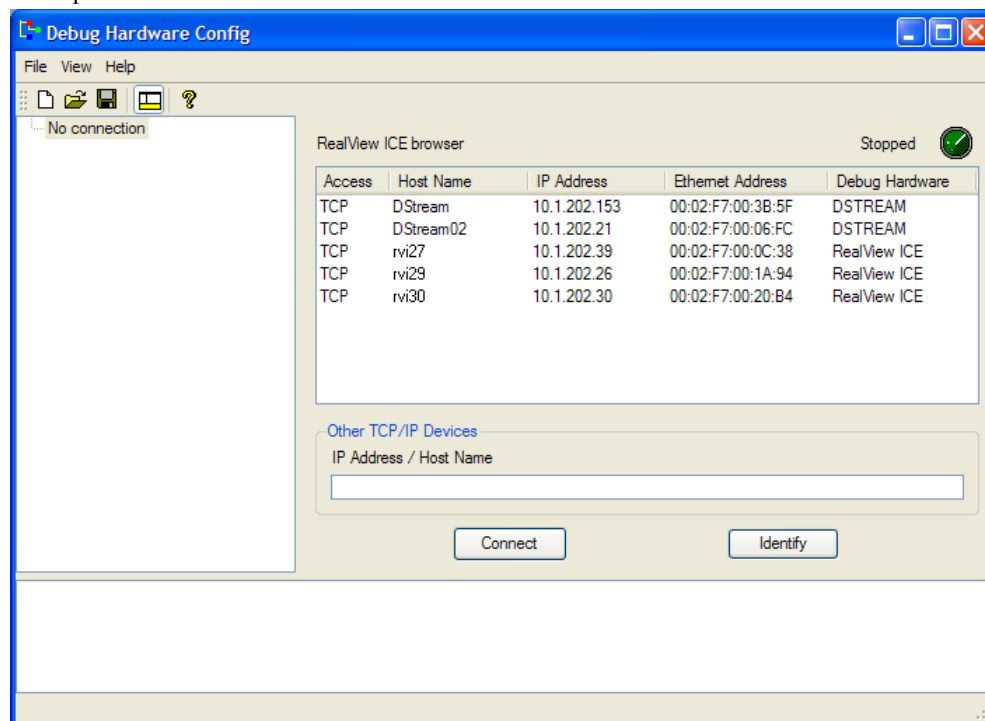 Debug Hardware Config
File View Help
No connection
RealView ICE browser Stopped
Access Host Name IP Address Ethernet Address Debug Hardware
TCP DStream 10.1.202.153 00:02:F7:00:3B:5F DSTREAM
TCP DStream02 10.1.202.21 00:02:F7:00:06:FC DSTREAM
TCP rvi27 10.1.202.39 00:02:F7:00:0C:38 RealView ICE
TCP rvi29 10.1.202.26 00:02:F7:00:1A:94 RealView ICE
TCP rvi30 10.1.202.30 00:02:F7:00:20:B4 RealView ICE
Other TCP/IP Devices
IP Address / Host Name
Connect Identify